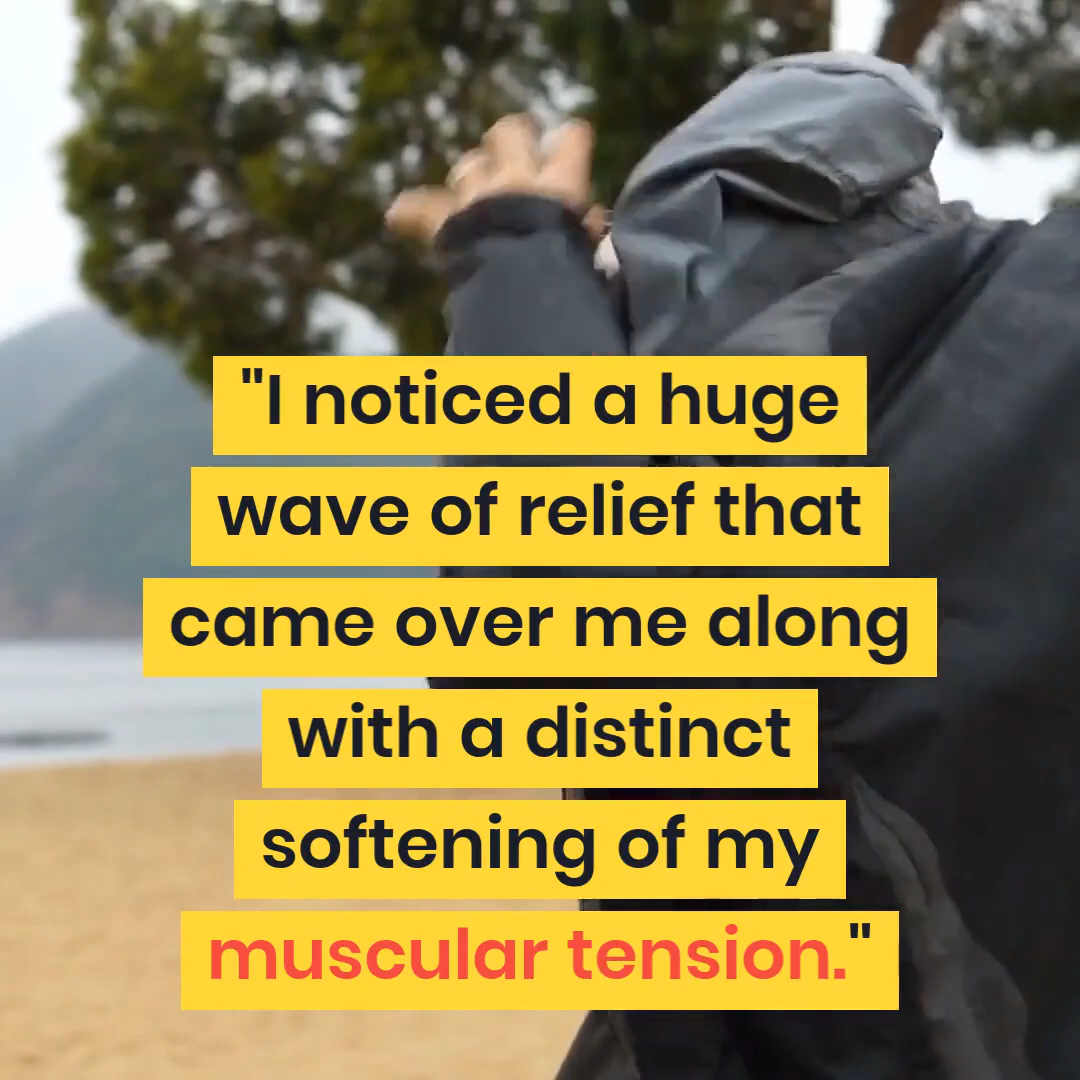 "I noticed a huge
wave of relief that
came over me along
with a distinct
softening of my
muscular tension."